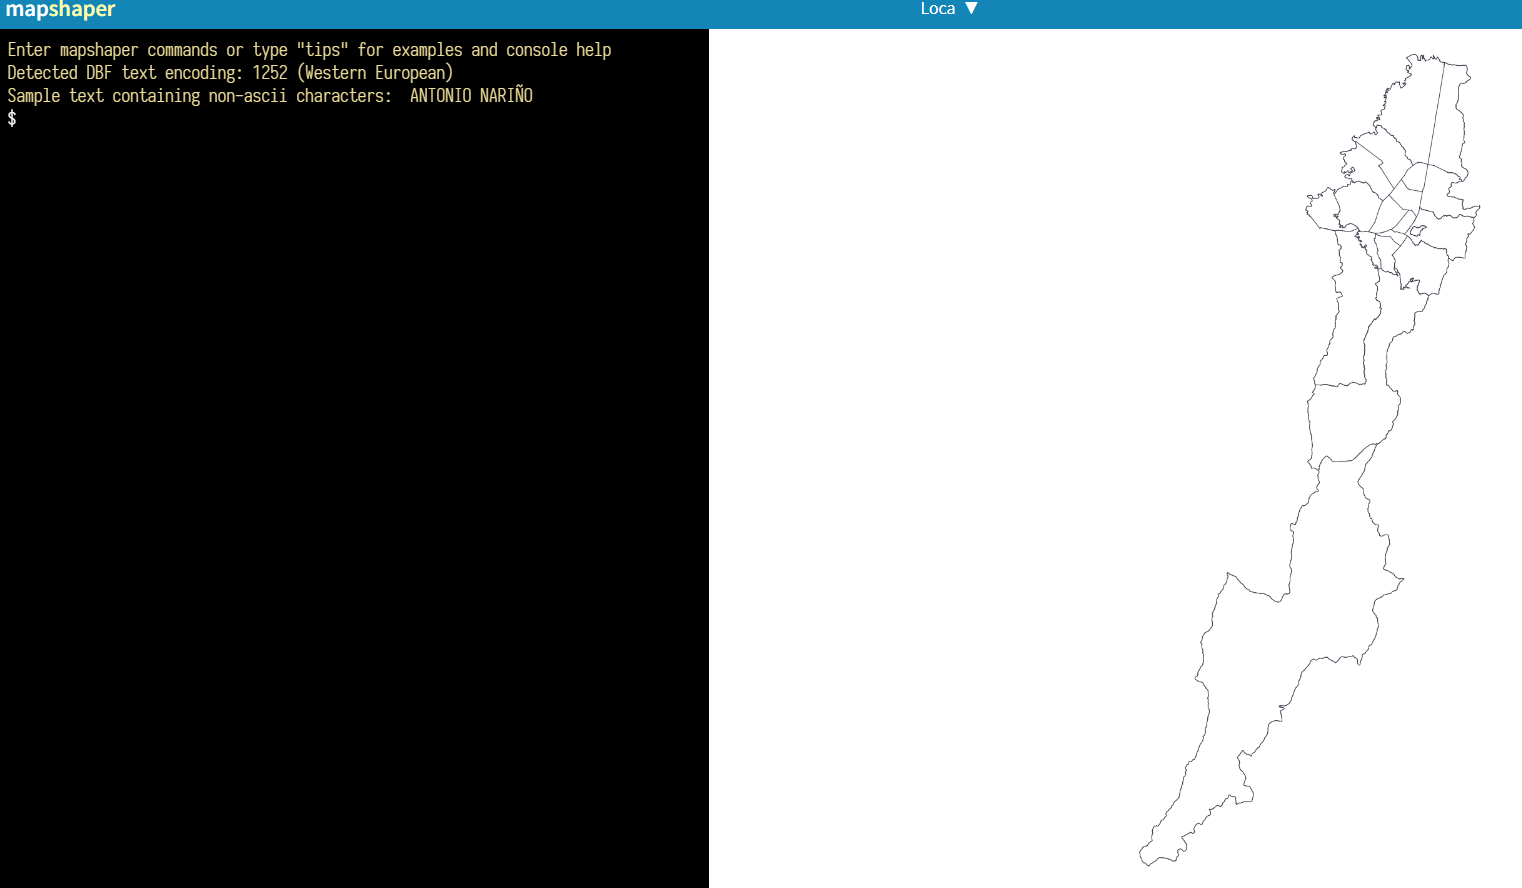 mapshaper
Loca ▼
Enter mapshaper commands or type "tips" for examples and console help
Detected DBF text encoding: 1252 (Western European)
Sample text containing non-ascii characters:  ANTONIO NARIÑO
$